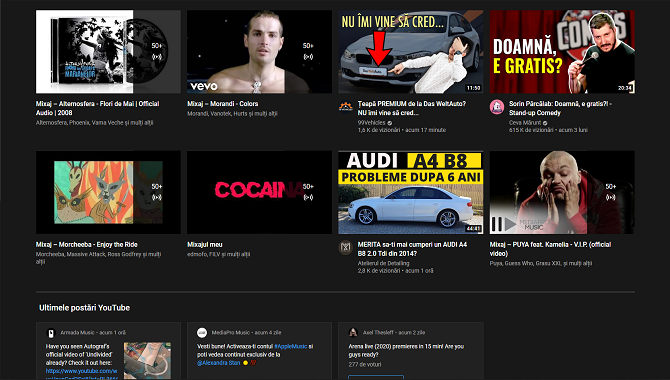 50+
vevo
50+
NU ÎMI VINE SĂ CRED...
11:50
DOAMNĂ,
E GRATIS?
20:34
Mixaj – Alternosfera - Flori de Mai | Official
Audio | 2008
Alternosfera, Phoenix, Vama Veche și mulți alții
Mixaj – Morandi - Colors
Morandi, Vanotek, Hurts și mulți alții
Țeapă PREMIUM de la Das WeltAuto?
NU îmi vine să cred...
99Vehicles
1,6 K de vizionări • acum 17 minute
Sorin Pârcălab: Doamnă, e gratis?! -
Stand-up Comedy
Ceva Mărunt
615 K de vizionări • acum 3 luni
50+
COCAINA
50+
AUDI A4 B8
PROBLEME DUPA 6 ANI
44:41
50+
MUSIC
Mixaj – Morcheeba - Enjoy the Ride
Morcheeba, Massive Attack, Ross Godfrey și mulți
alții
Mixajul meu
edmofo, FILV și mulți alții
MERITA sa-ti mai cumperi un AUDI A4
B8 2.0 Tdi din 2014?
Atelierul de Detailing
2,8 K de vizionări • acum 1 oră
Mixaj – PUYA feat. Kamelia - V.I.P. (official
video)
Puya, Guess Who, Grasu XXL și mulți alții
Ultimele postări YouTube
Armada Music • acum 1 oră
Have you seen Autograf's
official video of 'Undivided'
already? Check it out here:
https://www.youtube.com/w
MediaPro Music • acum 2 zile
Vesti bune! Activeaza-ti contul #AppleMusic si
poti vedea continut exclusiv de la
@Alexandra Stan
Axel Thesleff • acum 2 zile
Arena live (2020) premieres in 15 min! Are you
guys ready?
277 de voturi